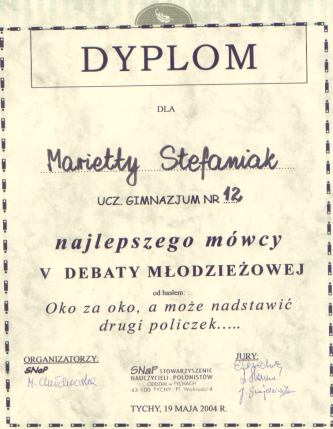 DYPLOM
DLA
Marietty Stefaniak
UCZ. GIMNAZJUM NR 12
najlepszego mówcy
V DEBATY MŁODZIEŻOWEJ
od hasłem:
Oko za oko, a może nadstawić
drugi policzek.....
ORGANIZATORZY:
SNaP
JURY:
SNaP STOWARZYSZENIE
NAUCZYCIELI POLONISTÓW
ODDZIAŁ w TYCHACH
43-100 TYCHY Pl. Wolności 4
TYCHY, 19 MAJA 2004 R.